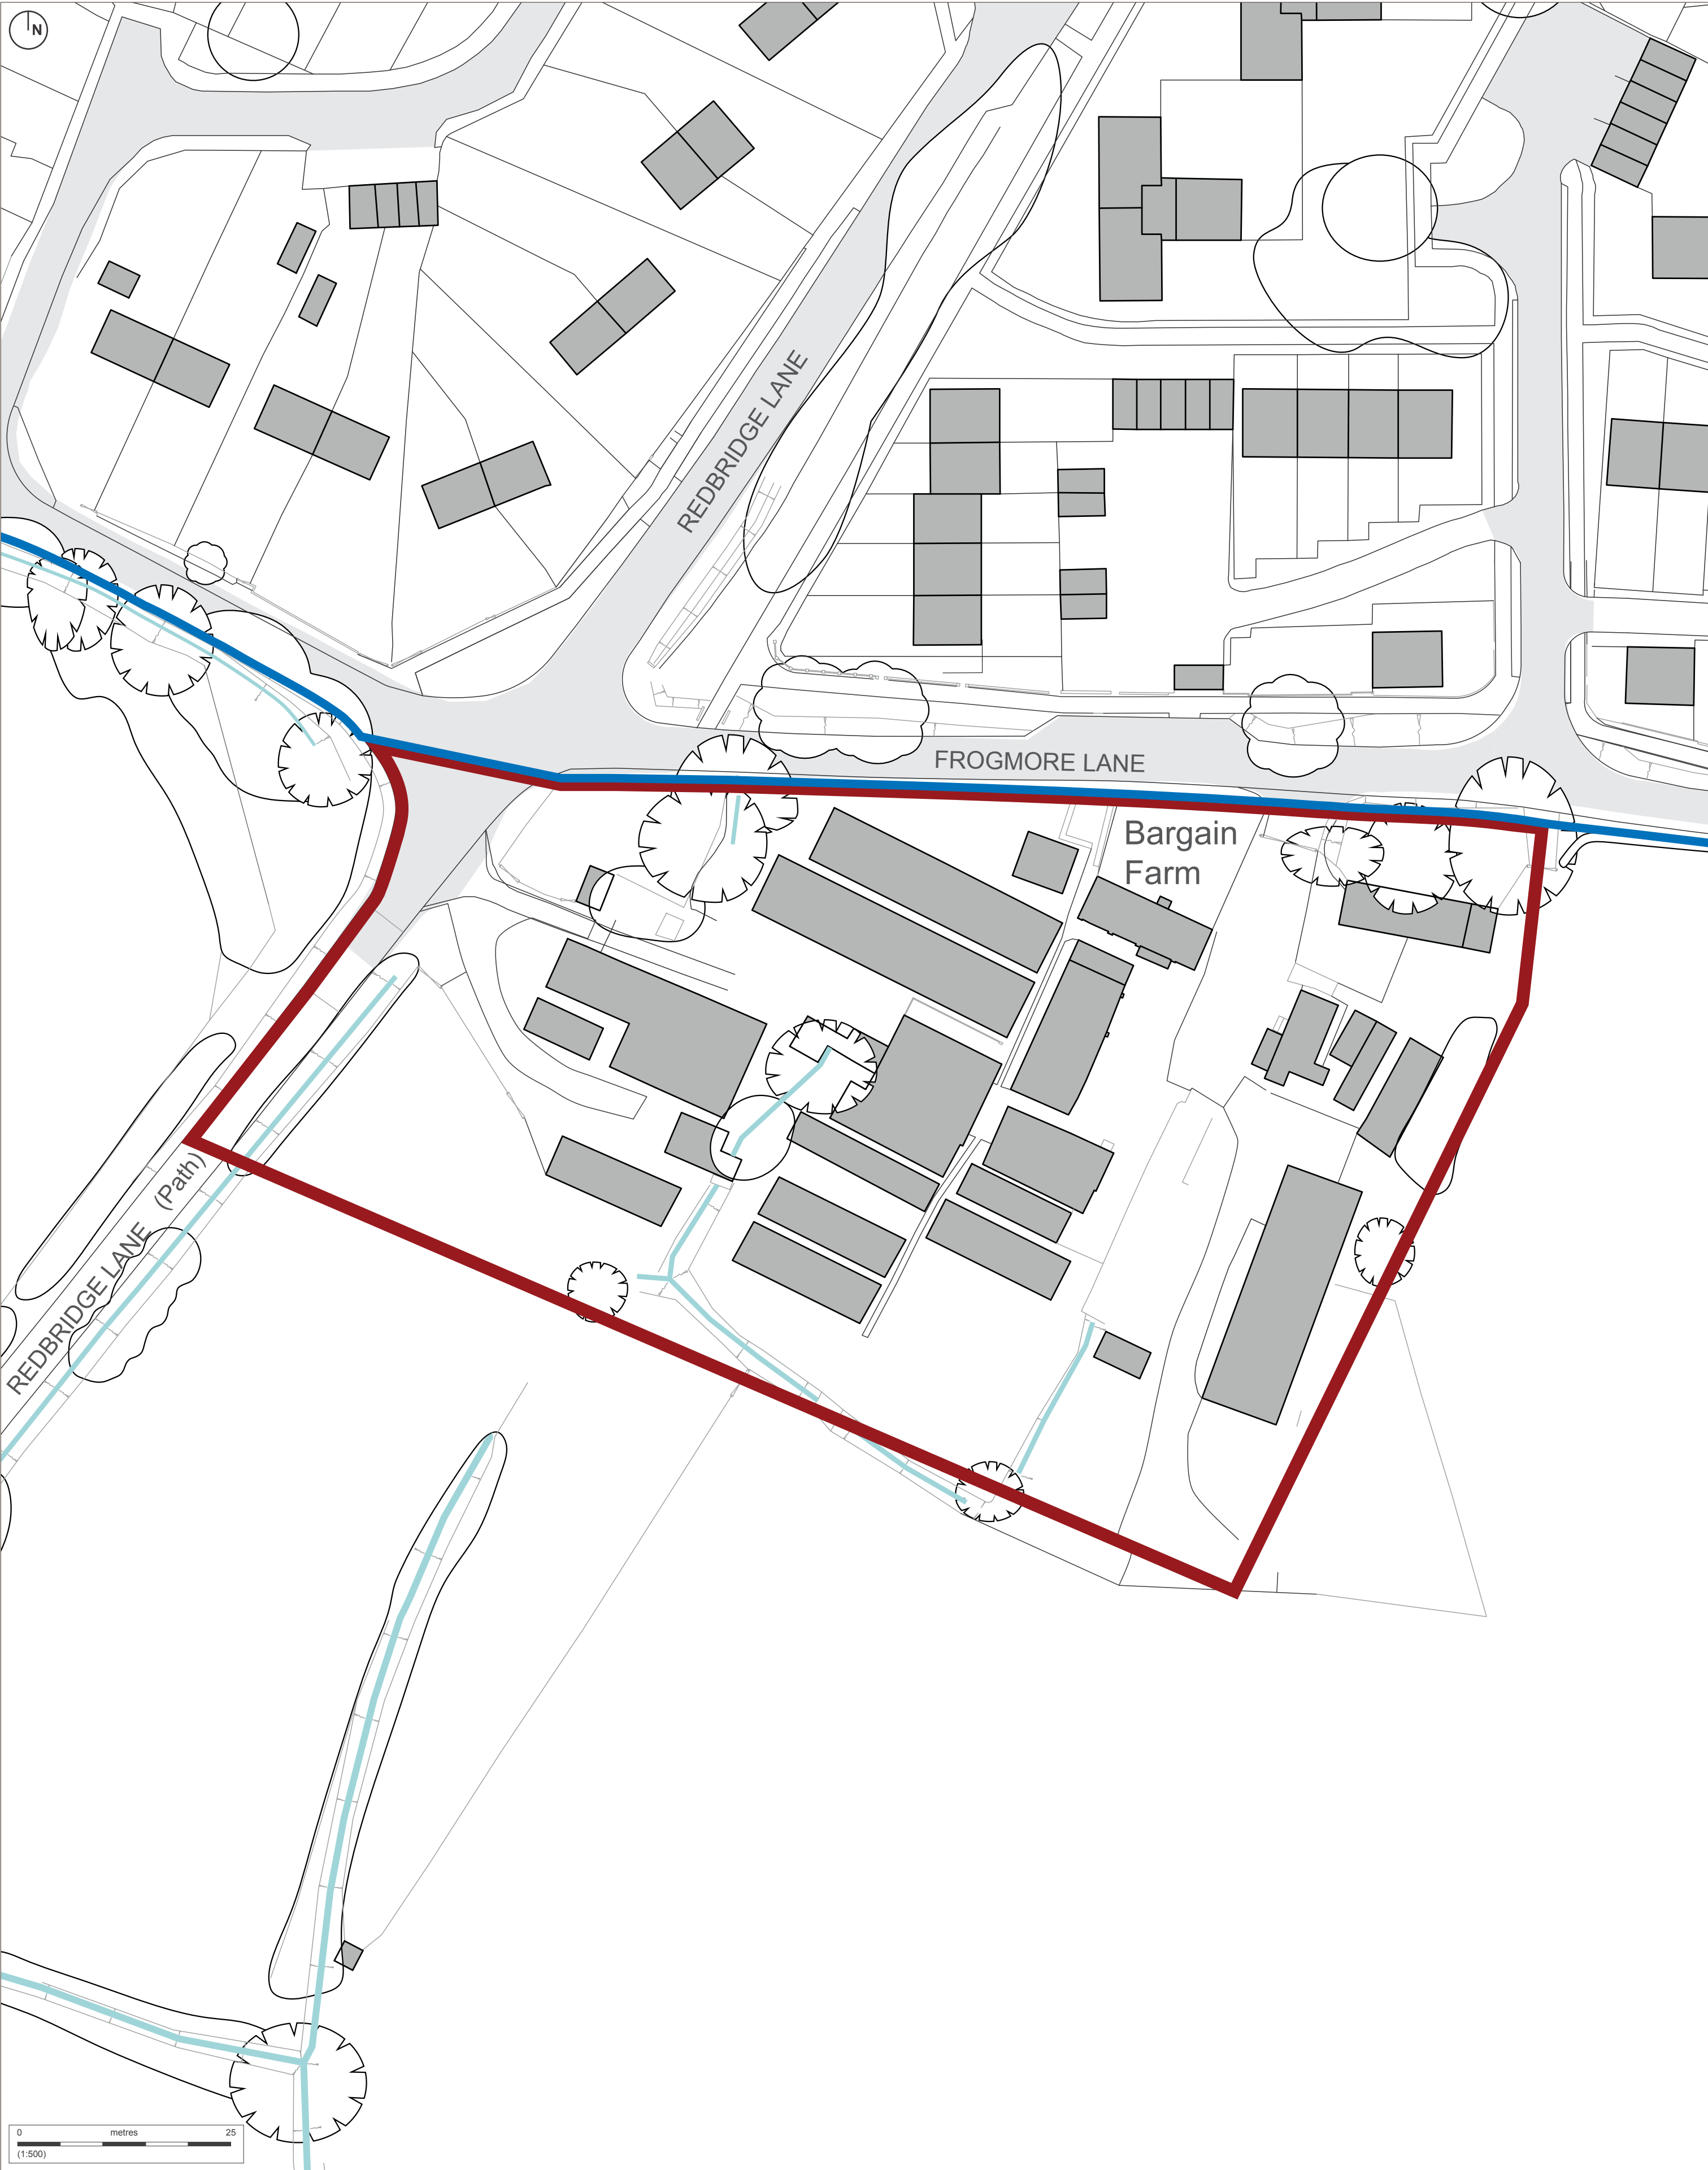 N
REDBRIDGE LANE
FROGMORE LANE
Bargain
Farm
REDBRIDGE LANE (Path)
0 metres 25
(1:500)